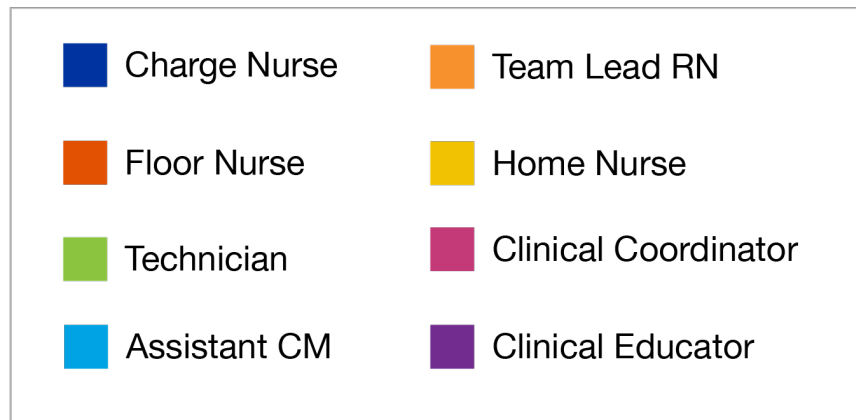 Charge Nurse
Team Lead RN
Floor Nurse
Home Nurse
Technician
Clinical Coordinator
Assistant CM
Clinical Educator